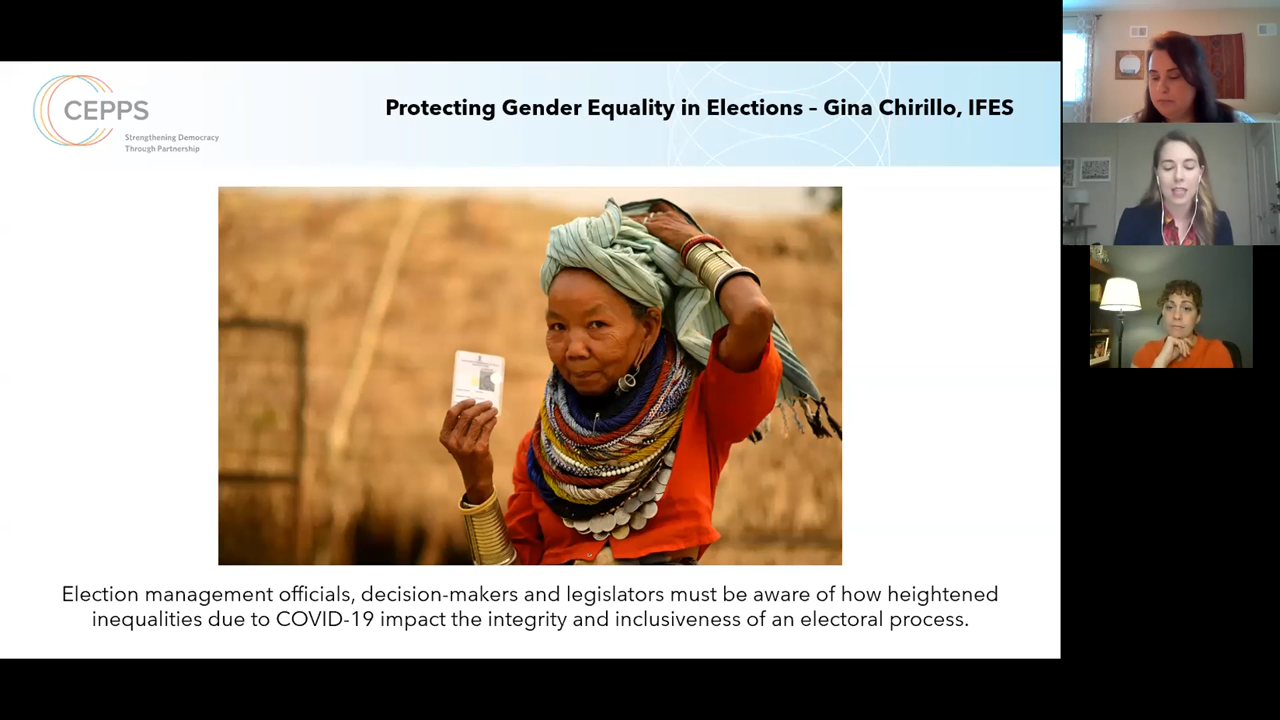 CEPPS
Strengthening Democracy
Through Partnership
Protecting Gender Equality in Elections – Gina Chirillo, IFES
Election management officials, decision-makers and legislators must be aware of how heightened
inequalities due to COVID-19 impact the integrity and inclusiveness of an electoral process.